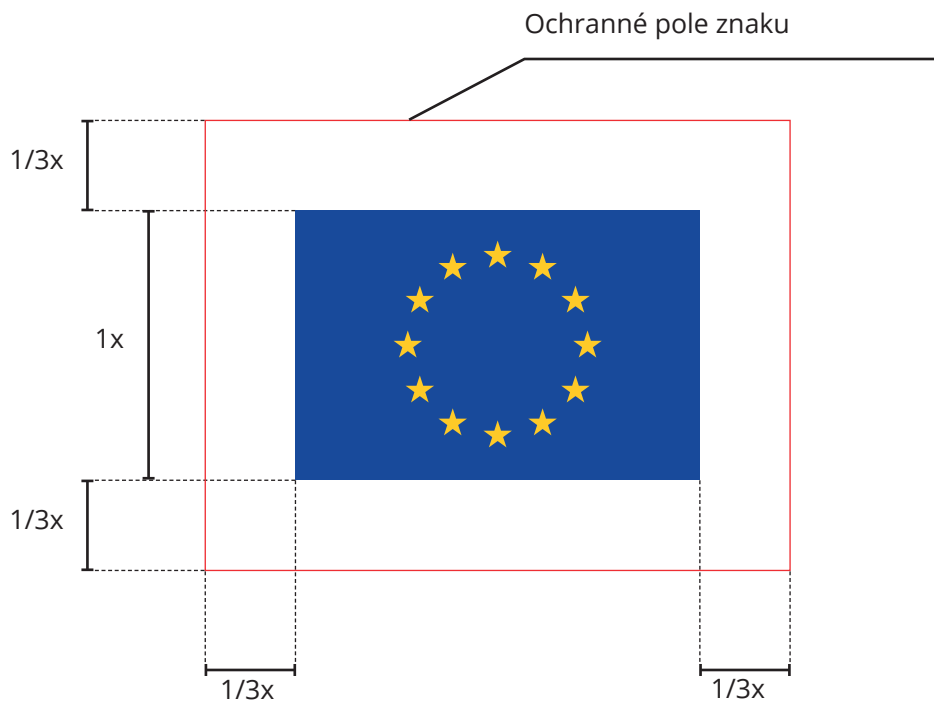 Ochranné pole znaku
1/3x
1x
1/3x
1/3x
1/3x